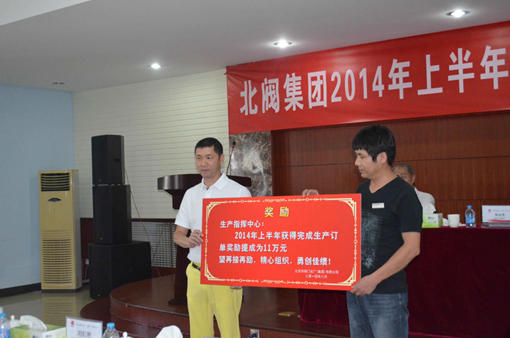 北阀集团2014年上半年
奖励
生产指挥中心：
2014年上半年获得完成生产订
单奖励提成为11万元
望再接再励、精心组织、勇创佳绩！